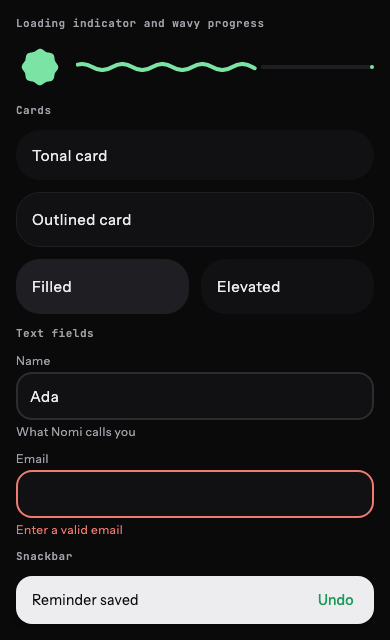 Loading indicator and wavy progress
Cards
Tonal card
Outlined card
Filled
Elevated
Text fields
Name
Ada
What Nomi calls you
Email
Enter a valid email
Snackbar
Reminder saved
Undo